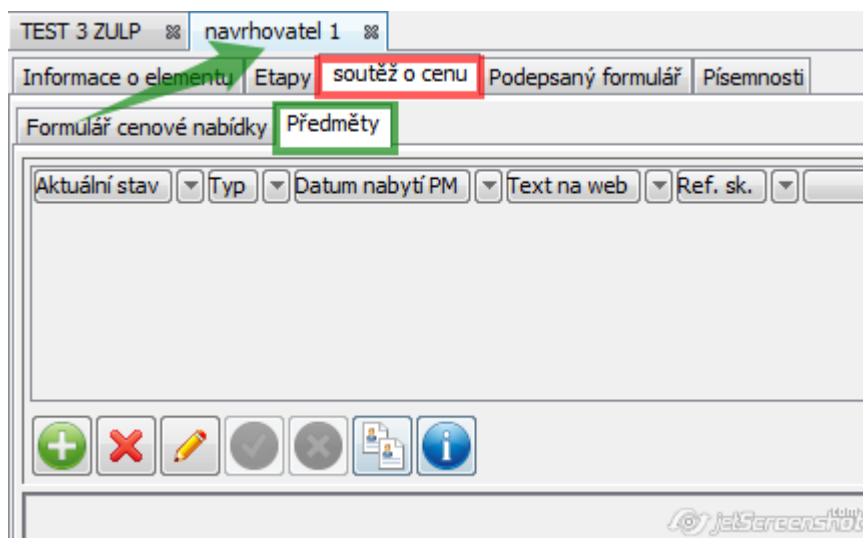 TEST 3 ZULP navrhovatel 1
Informace o elementu Etapy soutěž o cenu Podepsaný formulář Písemnosti
Formulář cenové nabídky Předměty
Aktuální stav Typ Datum nabytí PM Text na web Ref. sk.